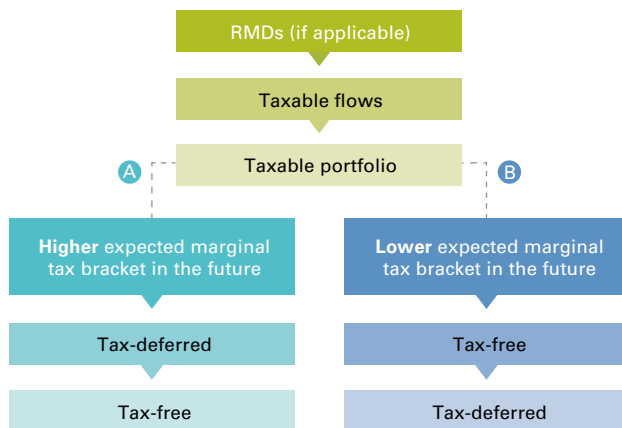 RMDs (if applicable)
Taxable flows
Taxable portfolio
A
B
Higher expected marginal
tax bracket in the future
Tax-deferred
Tax-free
Lower expected marginal
tax bracket in the future
Tax-free
Tax-deferred